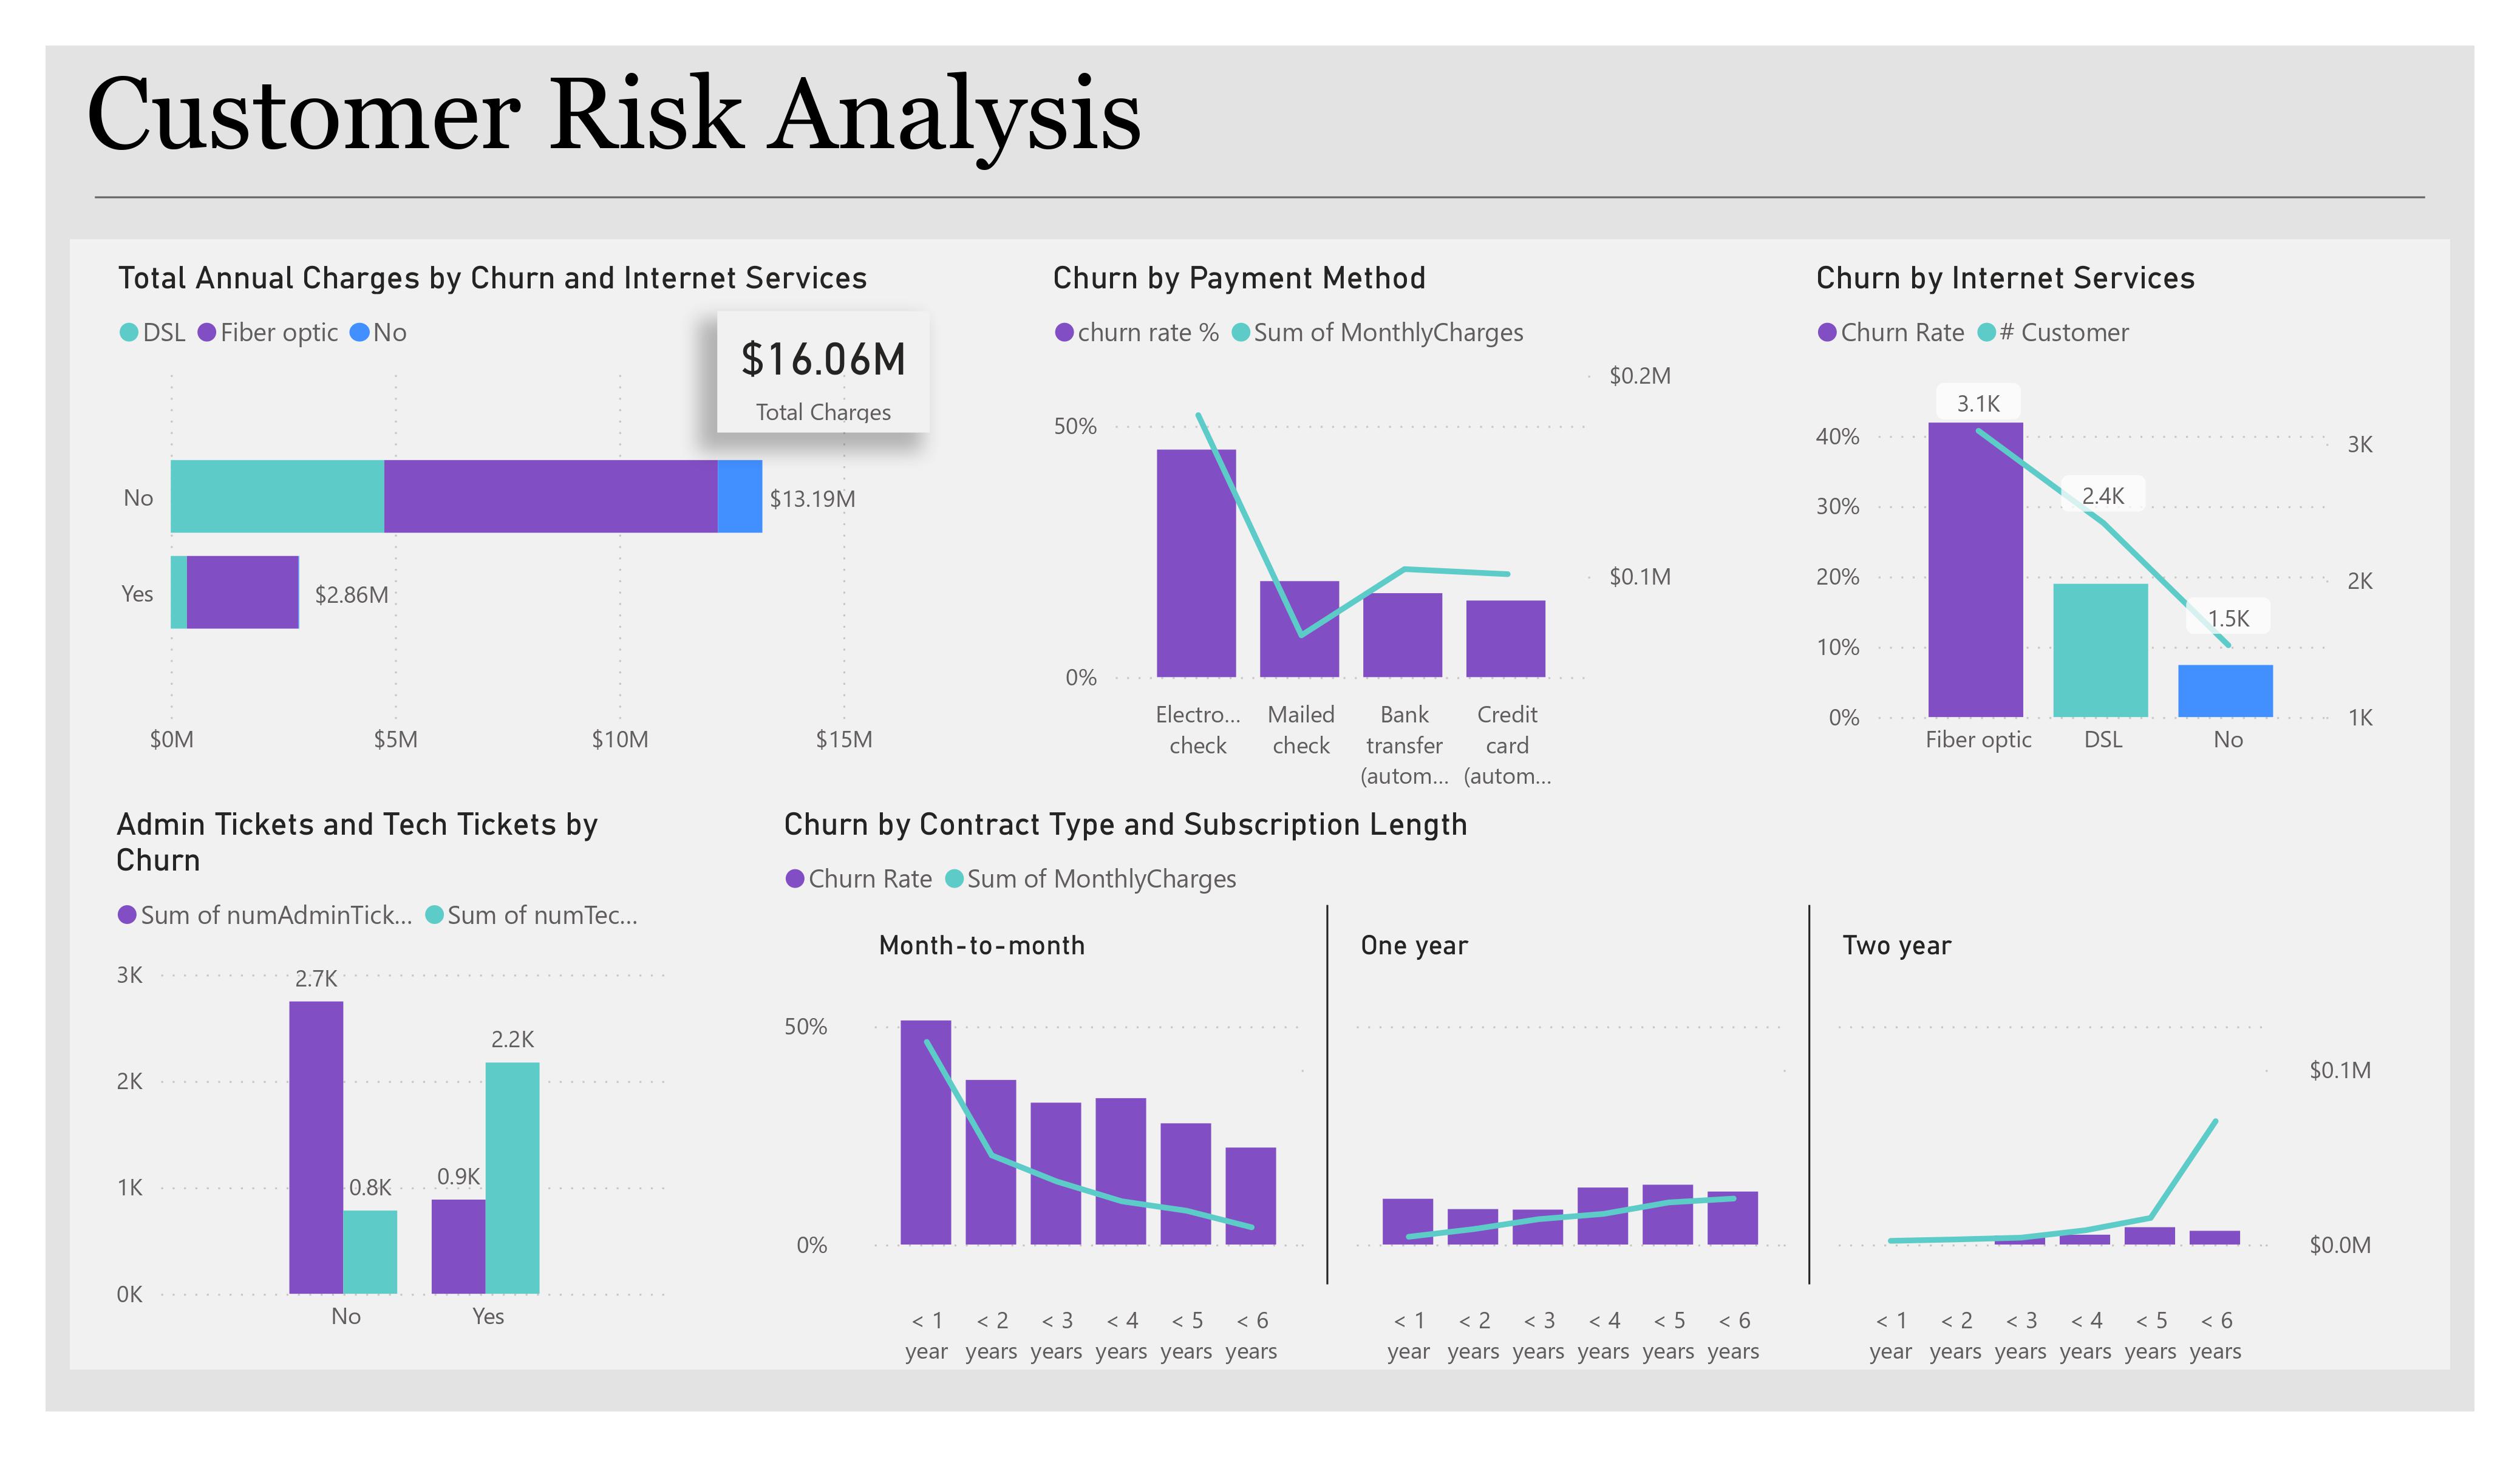 Customer Risk Analysis
Total Annual Charges by Churn and Internet Services
DSL Fiber optic No
$16.06M
Total Charges
No
$13.19M
Yes
$2.86M
$0M $5M $10M $15M
Churn by Payment Method
churn rate % Sum of MonthlyCharges
$0.2M
50%
$0.1M
0%
Electro... Mailed Bank Credit
check check transfer card
(autom... (autom...
Churn by Internet Services
Churn Rate # Customer
3.1K
40%
3K
2.4K
30%
20%
2K
1.5K
10%
0%
1K
Fiber optic DSL No
Admin Tickets and Tech Tickets by
Churn
Sum of numAdminTick... Sum of numTec...
3K
2.7K
2.2K
2K
0.9K
1K
0.8K
0K
No Yes
Churn by Contract Type and Subscription Length
Churn Rate Sum of MonthlyCharges
Month-to-month One year Two year
50%
$0.1M
0%
$0.0M
< 1 < 2 < 3 < 4 < 5 < 6 < 1 < 2 < 3 < 4 < 5 < 6 < 1 < 2 < 3 < 4 < 5 < 6
year years years years years years year years years years years years year years years years years years